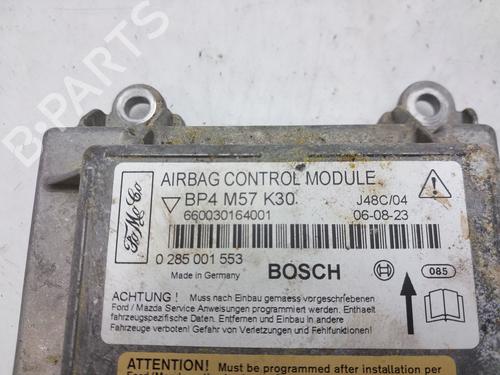 B-PARTS
AIRBAG CONTROL MODULE
BP4 M57 K30 J48C/04
660030164001 06-08-23
FoMoCo
0 285 001 553
Made in Germany BOSCH 085
ACHTUNG ! Muss nach Einbau gemaess vorgeschriebenen
Ford / Mazda Service Anweisungen programmiert werden. Enthaelt
fahrzeugspezifische Daten. Entfernen und Einbau in andere
Fahrzeuge verboten! Gefahr von Verletzungen und Fehlfunktionen!
ATTENTION! Must be programmed after installation per